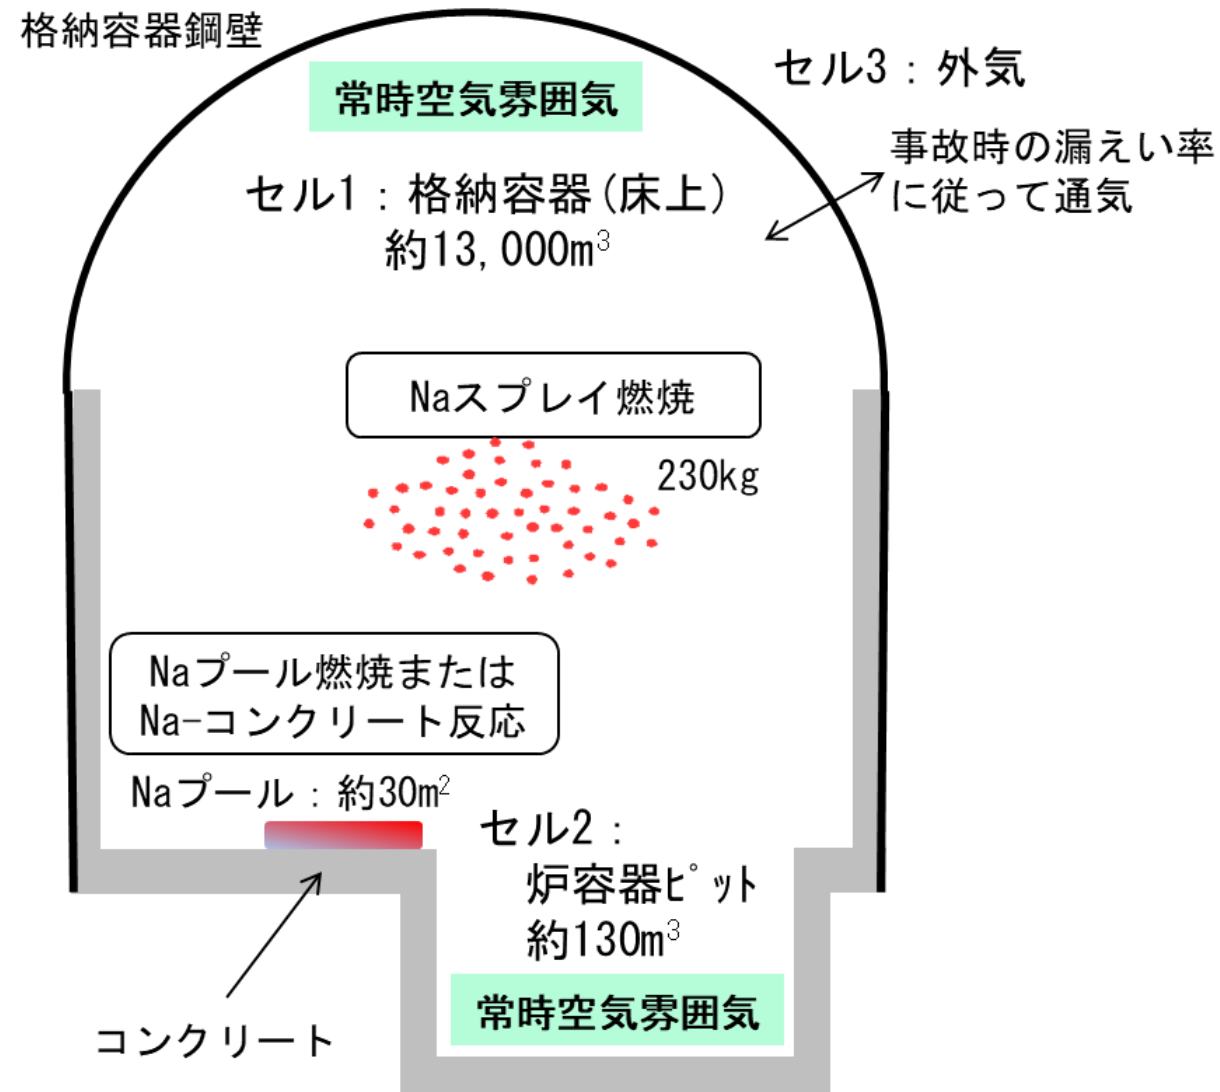 格納容器鋼壁
セル3：外気
常時空気雰囲気
事故時の漏えい率
に従って通気
セル1：格納容器(床上)
約13,000m³
Naスプレイ燃焼
230kg
Naプール燃焼または
Na-コンクリート反応
Naプール：約30m²
セル2：
炉容器ﾋﾟｯﾄ
約130m³
常時空気雰囲気
コンクリート